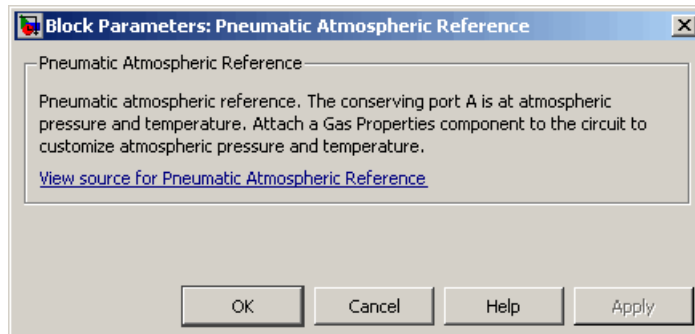 Block Parameters: Pneumatic Atmospheric Reference
Pneumatic Atmospheric Reference
Pneumatic atmospheric reference. The conserving port A is at atmospheric
pressure and temperature. Attach a Gas Properties component to the circuit to
customize atmospheric pressure and temperature.
View source for Pneumatic Atmospheric Reference
OK Cancel Help Apply